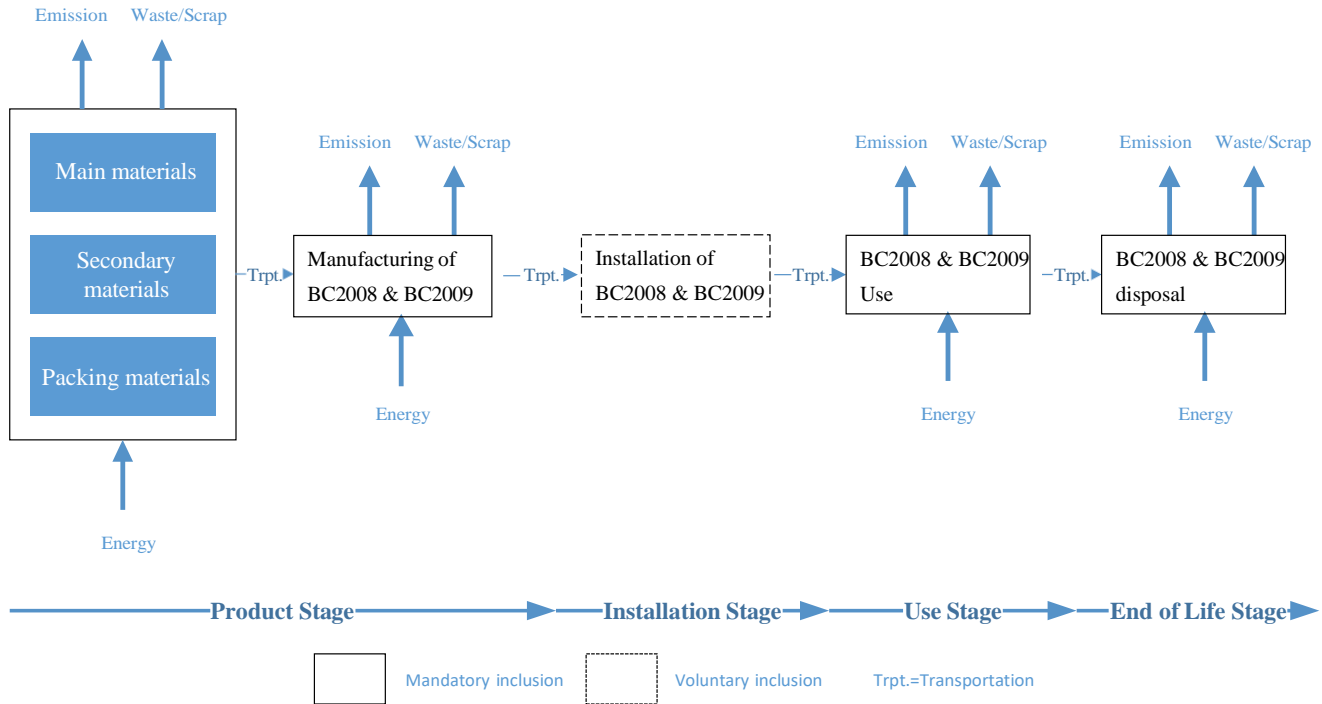 Emission
Waste/Scrap
Main materials
Secondary
materials
Packing materials
Energy
Trpt.
Emission
Waste/Scrap
Manufacturing of
BC2008 & BC2009
Energy
Trpt.
Installation of
BC2008 & BC2009
Trpt.
Emission
Waste/Scrap
BC2008 & BC2009
Use
Energy
Trpt.
Emission
Waste/Scrap
BC2008 & BC2009
disposal
Energy
Product Stage
Installation Stage
Use Stage
End of Life Stage
Mandatory inclusion
Voluntary inclusion
Trpt.=Transportation